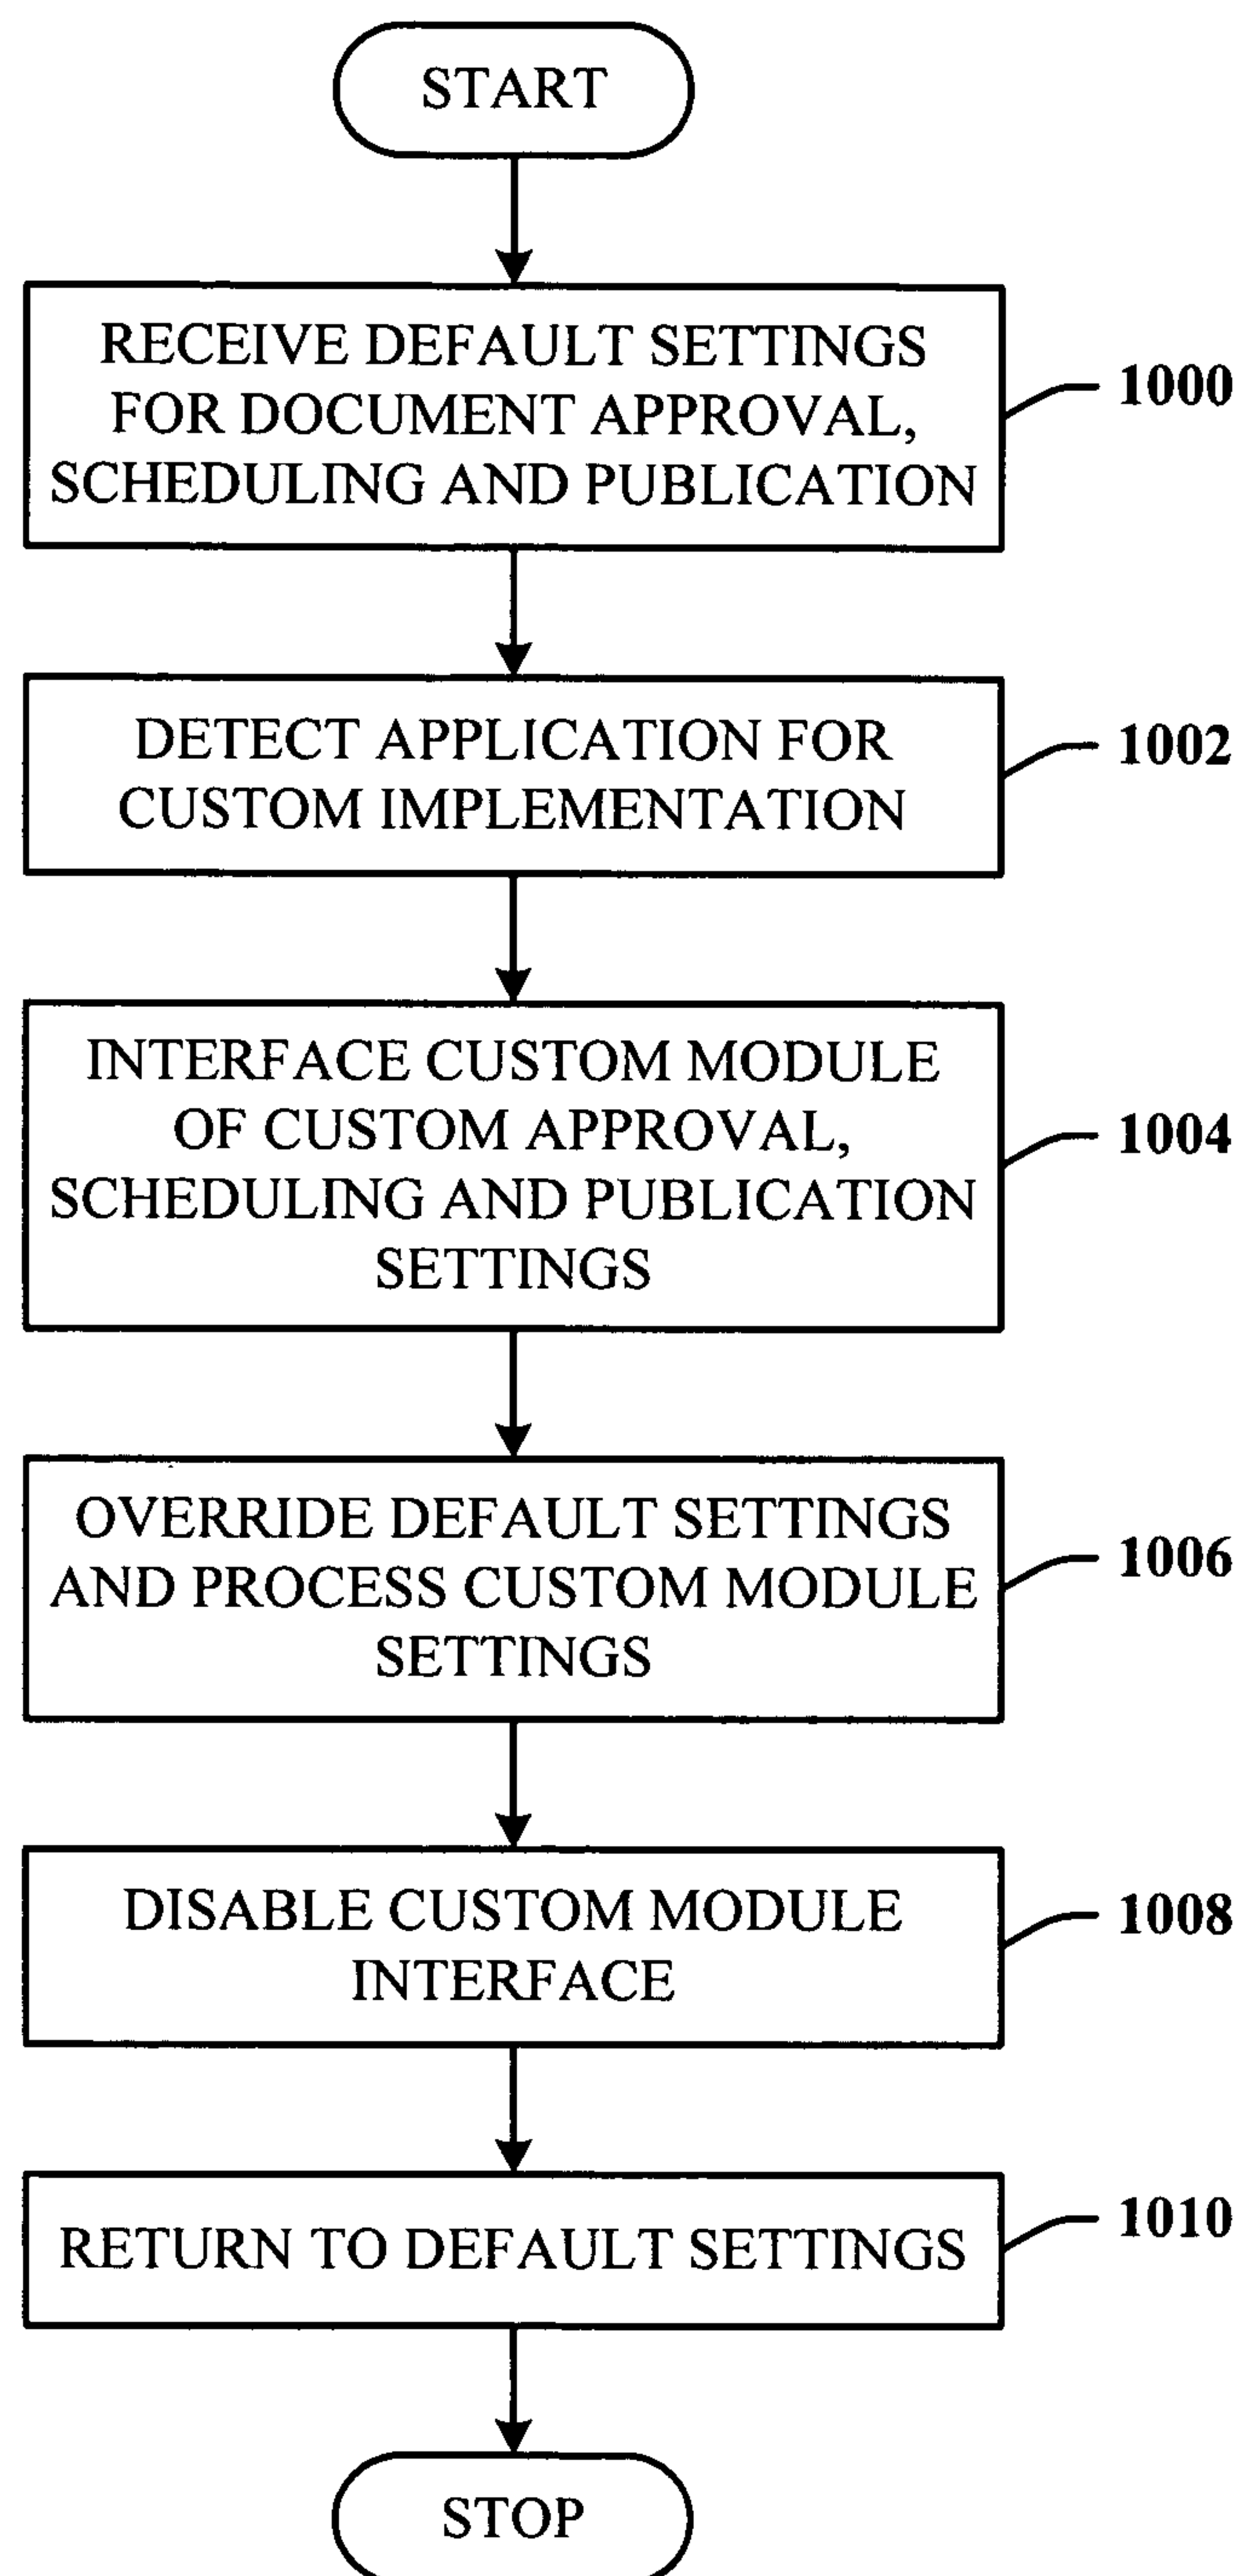 START
RECEIVE DEFAULT SETTINGS
FOR DOCUMENT APPROVAL,
SCHEDULING AND PUBLICATION
1000
DETECT APPLICATION FOR
CUSTOM IMPLEMENTATION
1002
INTERFACE CUSTOM MODULE
OF CUSTOM APPROVAL,
SCHEDULING AND PUBLICATION
SETTINGS
1004
OVERRIDE DEFAULT SETTINGS
AND PROCESS CUSTOM MODULE
SETTINGS
1006
DISABLE CUSTOM MODULE
INTERFACE
1008
RETURN TO DEFAULT SETTINGS
1010
STOP